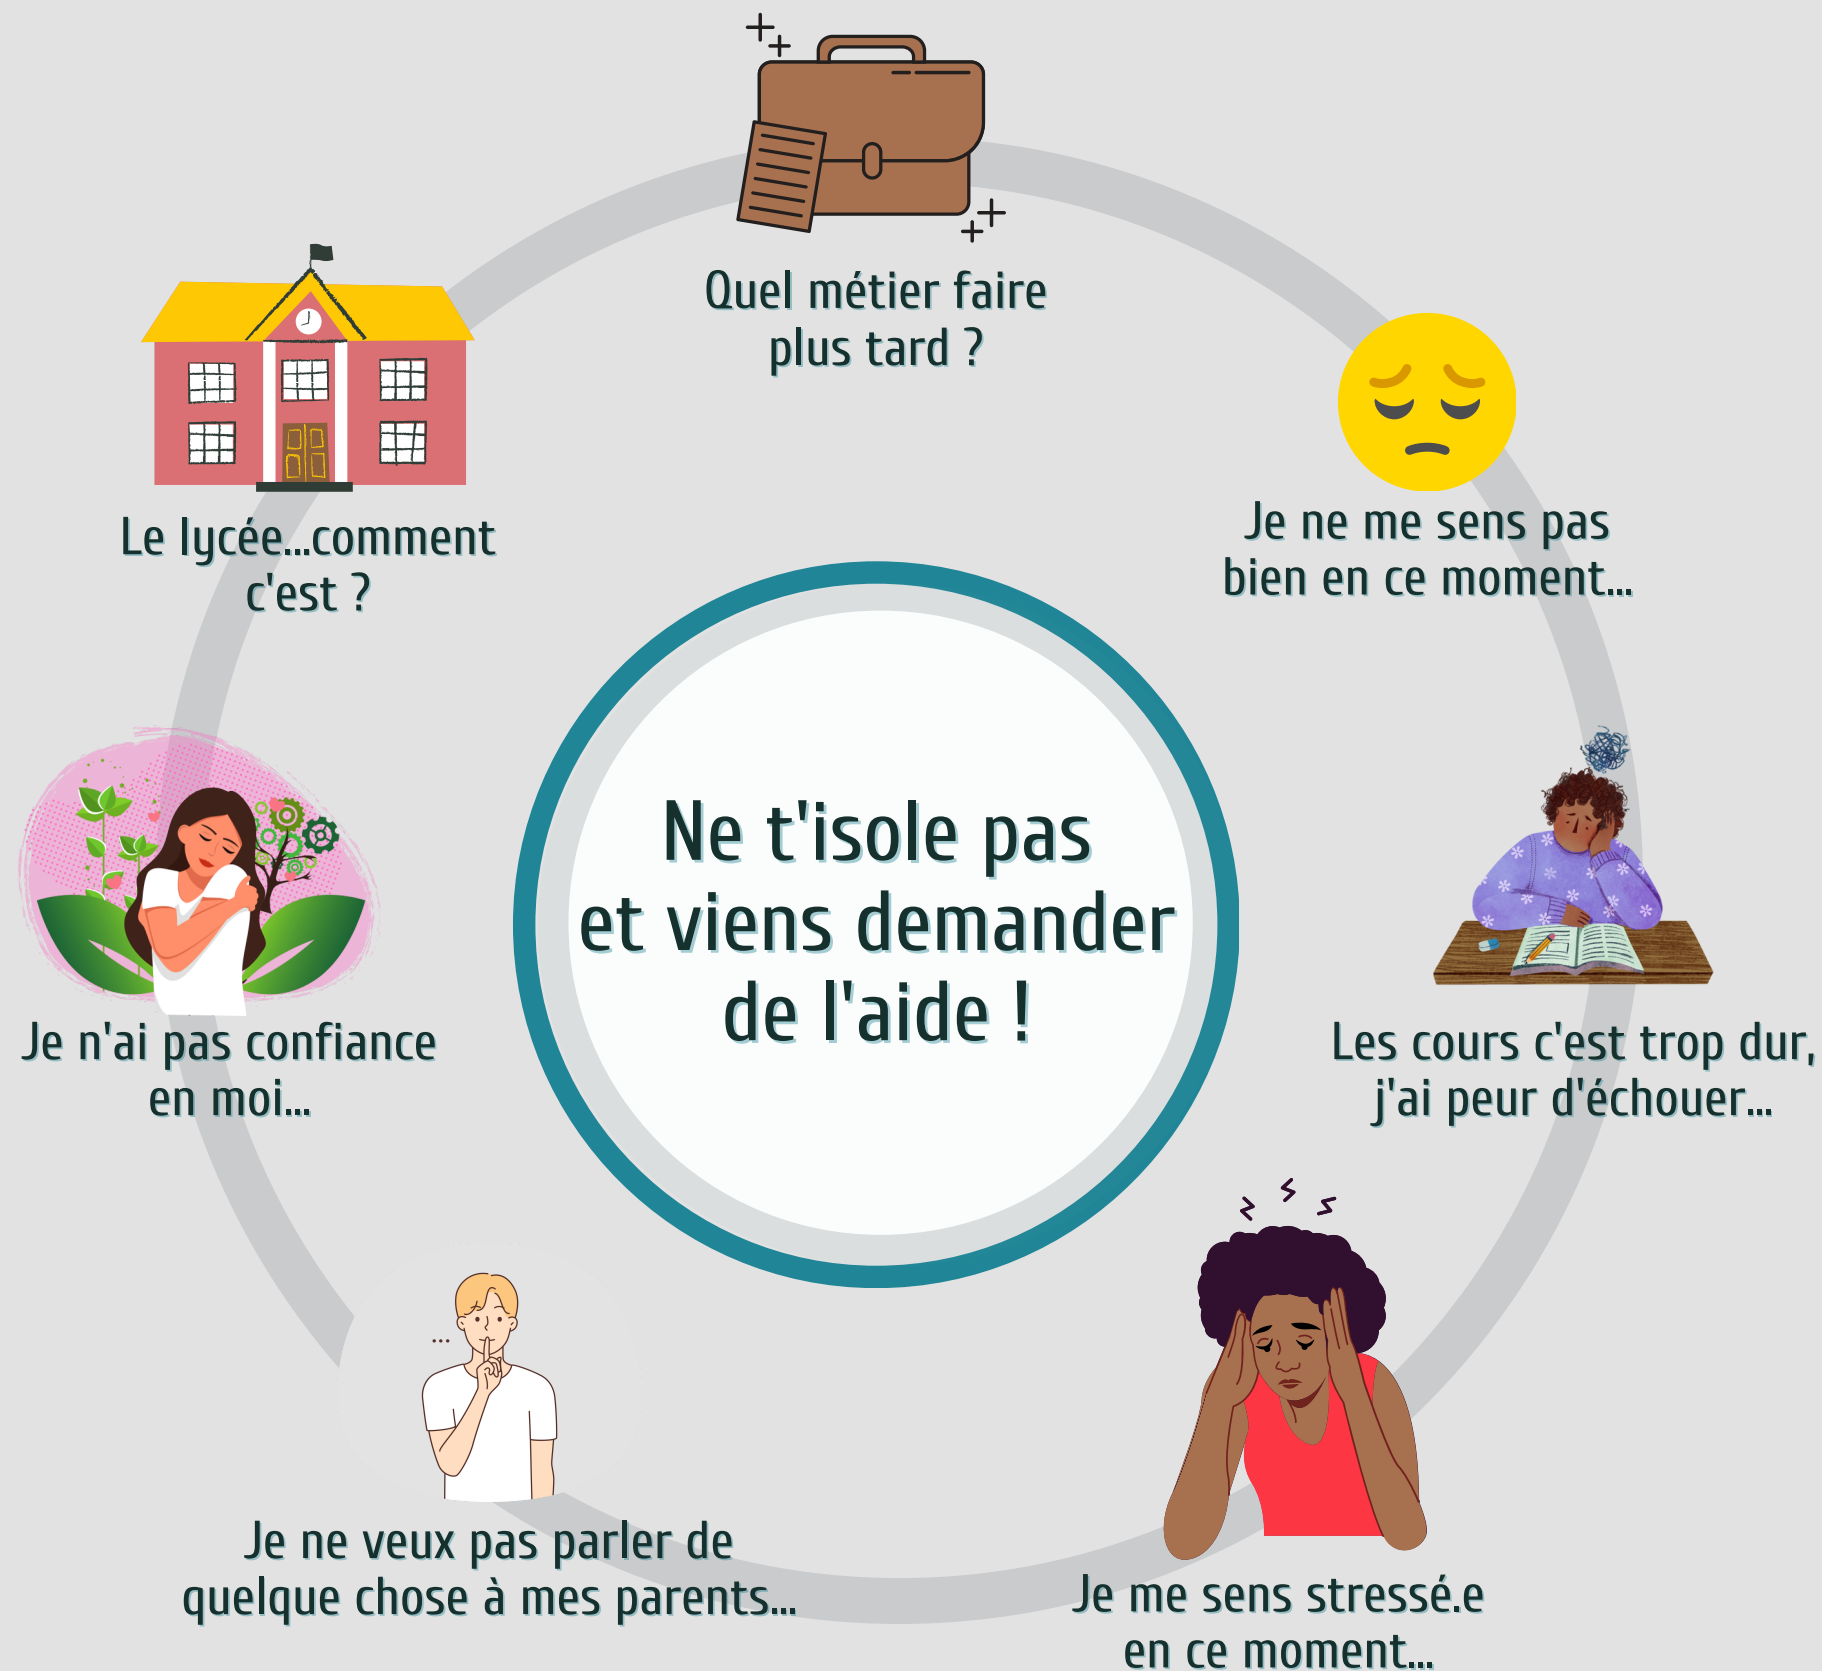 Quel métier faire
plus tard ?
Le lycée...comment
c'est ?
Je ne me sens pas
bien en ce moment...
Ne t'isole pas
et viens demander
de l'aide !
Je n'ai pas confiance
en moi...
Les cours c'est trop dur,
j'ai peur d'échouer...
Je ne veux pas parler de
quelque chose à mes parents...
Je me sens stressé.e
en ce moment...